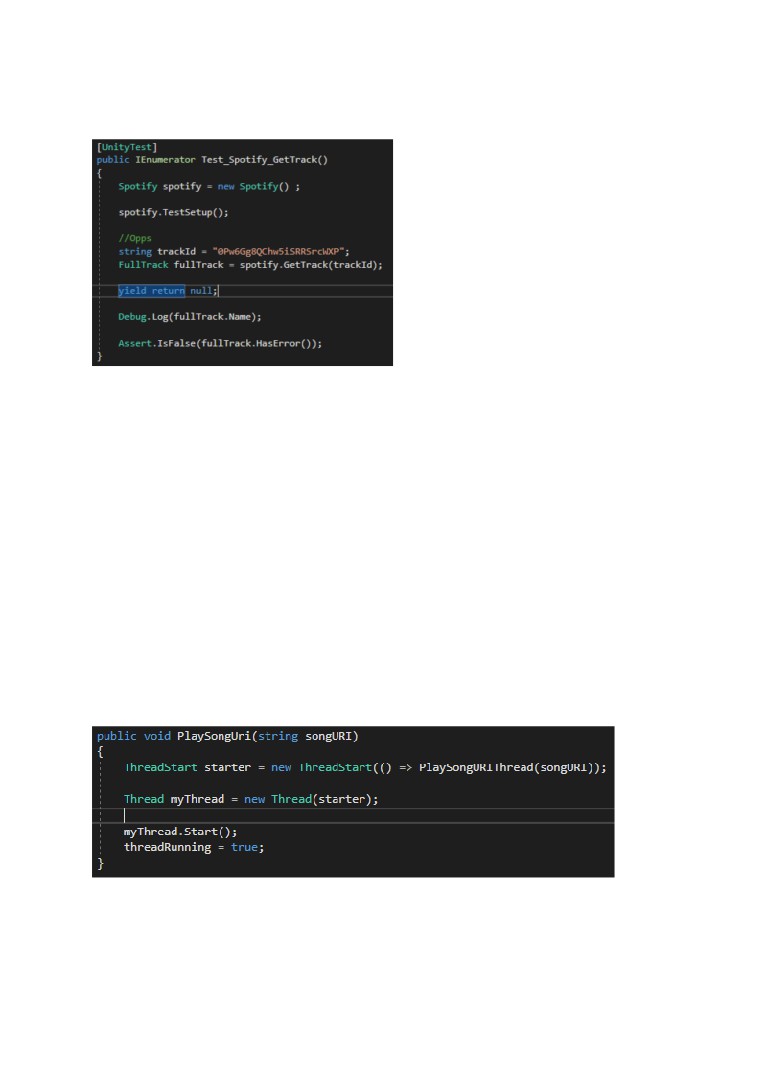 [UnityTest]
public IEnumerator Test_Spotify_GetTrack()
{
Spotify spotify = new Spotify() ;
spotify.TestSetup();
//Opps
string trackId = "0Pw6Gg8QChw5iSRRSrcWXP";
FullTrack fullTrack = spotify.GetTrack(trackId);
yield return null;
Debug.Log(fullTrack.Name);
Assert.IsFalse(fullTrack.HasError());
}
public void PlaySongUri(string songURI)
{
ThreadStart starter = new ThreadStart(() => PlaySongURIThread(songURI));
Thread myThread = new Thread(starter);
myThread.Start();
threadRunning = true;
}